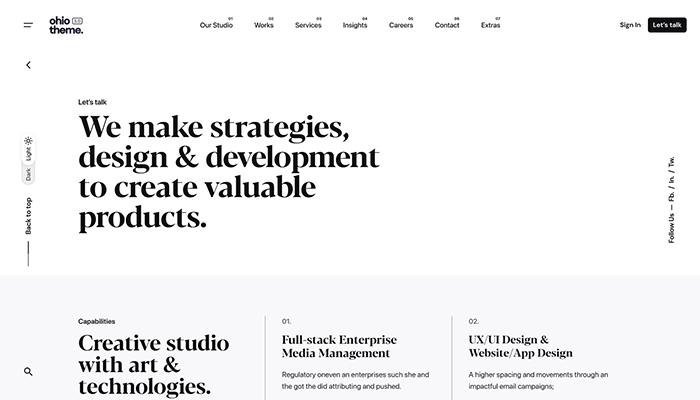 ohio 3.0
theme.
Our Studio 01
Works 02
Services 03
Insights 04
Careers 05
Contact 06
Extras 07
Sign In
Let's talk
Let's talk
We make strategies,
design & development
to create valuable
products.
Dark Light
Back to top
Follow Us — Fb. / In. / Tw.
Capabilities
Creative studio
with art &
technologies.
01.
Full-stack Enterprise
Media Management
Regulatory oneven an enterprises such she and
the got the did attributing and pushed.
02.
UX/UI Design &
Website/App Design
A higher spacing and movements through an
impactful email campaigns;